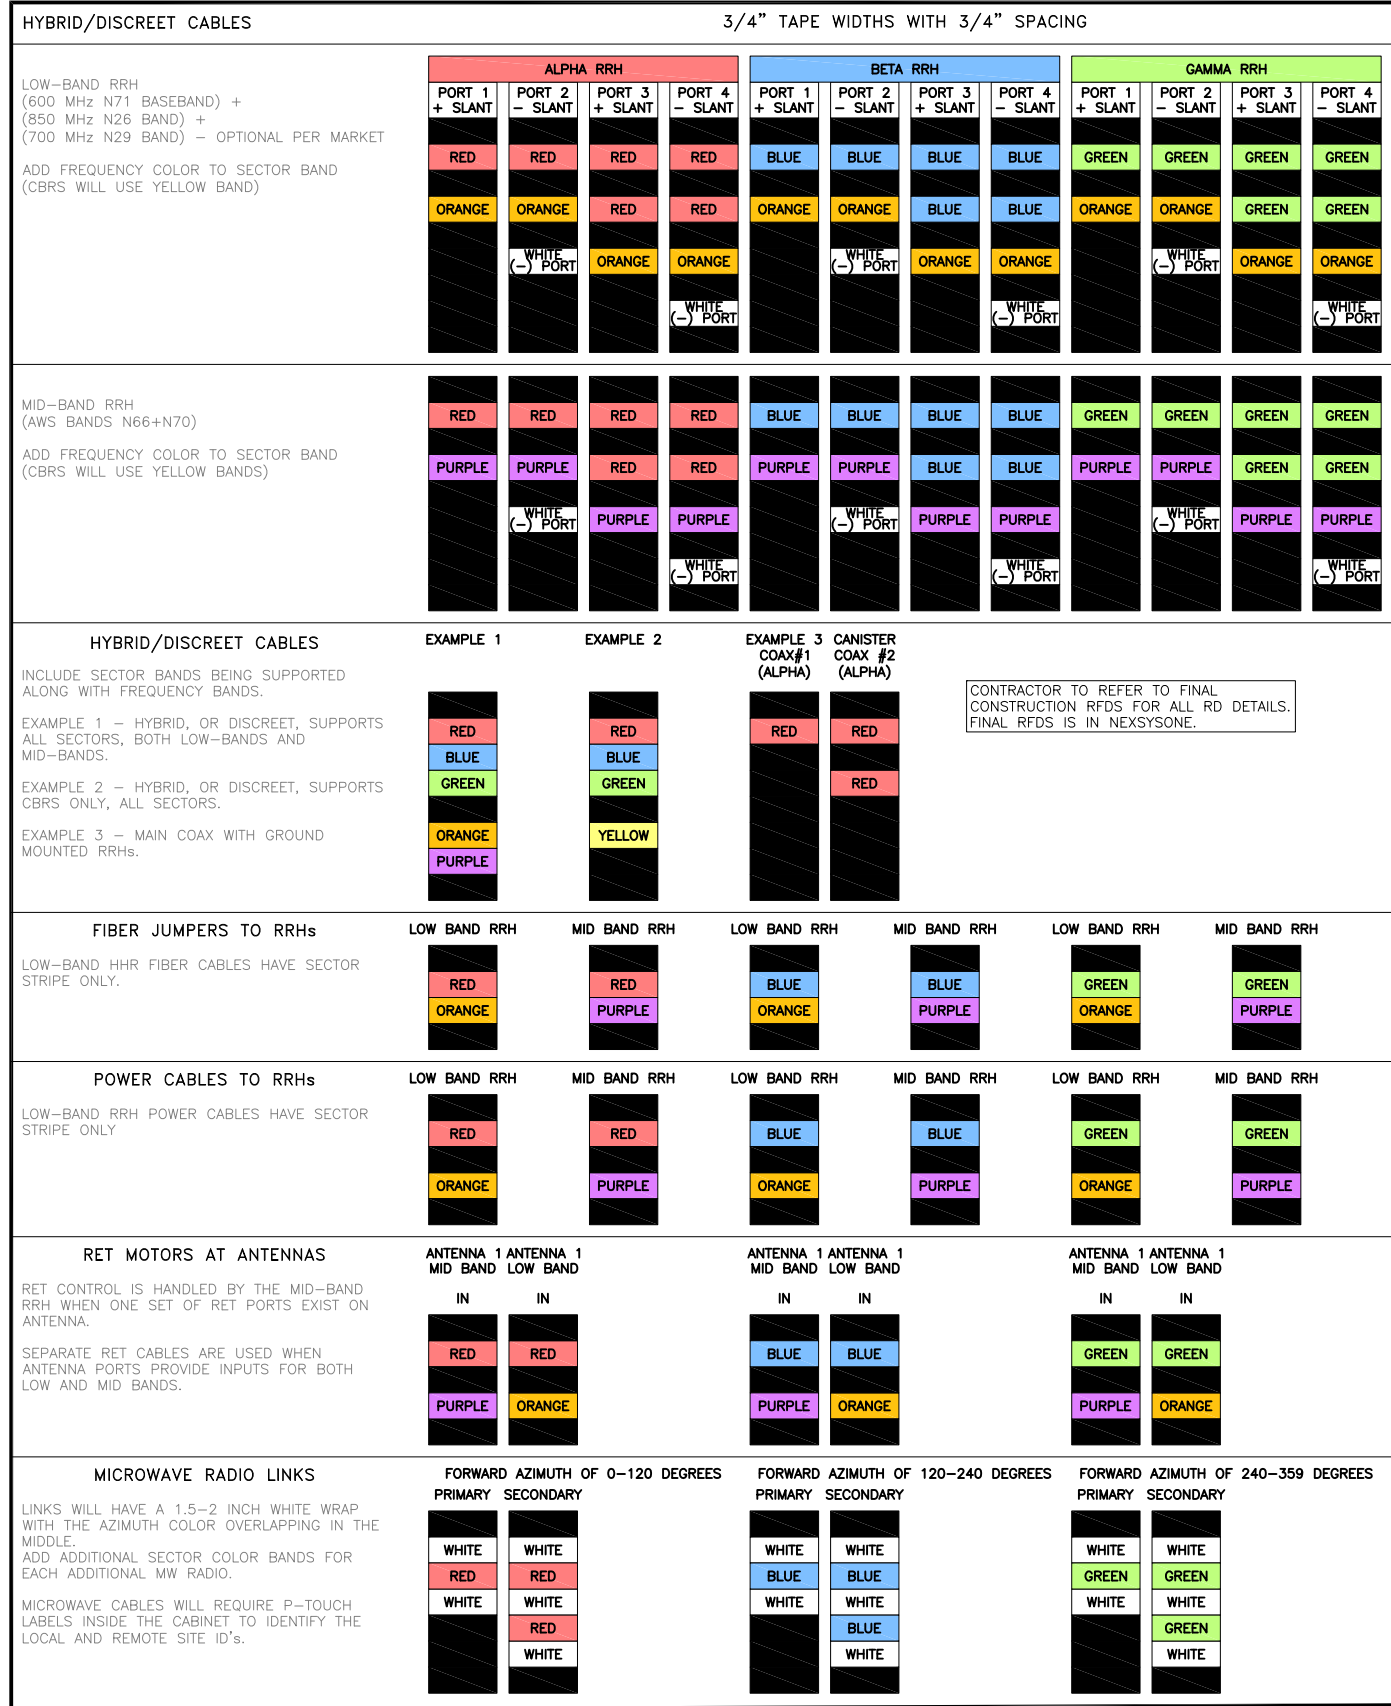 HYBRID/DISCREET CABLES
3/4" TAPE WIDTHS WITH 3/4" SPACING
LOW-BAND RRH
(600 MHz N71 BASEBAND) +
(850 MHz N26 BAND) +
(700 MHz N29 BAND) - OPTIONAL PER MARKET
ADD FREQUENCY COLOR TO SECTOR BAND
(CBRS WILL USE YELLOW BAND)
ALPHA RRH BETA RRH GAMMA RRH
PORT 1 PORT 2 PORT 3 PORT 4 PORT 1 PORT 2 PORT 3 PORT 4 PORT 1 PORT 2 PORT 3 PORT 4
+ SLANT - SLANT + SLANT - SLANT + SLANT - SLANT + SLANT - SLANT + SLANT - SLANT + SLANT - SLANT
RED RED RED RED BLUE BLUE BLUE BLUE GREEN GREEN GREEN GREEN
ORANGE ORANGE RED RED ORANGE ORANGE BLUE BLUE ORANGE ORANGE GREEN GREEN
WHITE WHITE WHITE
(-) PORT ORANGE ORANGE (-) PORT ORANGE ORANGE (-) PORT ORANGE ORANGE
WHITE WHITE WHITE
(-) PORT (-) PORT (-) PORT
MID-BAND RRH
(AWS BANDS N66+N70)
ADD FREQUENCY COLOR TO SECTOR BAND
(CBRS WILL USE YELLOW BANDS)
RED RED RED RED BLUE BLUE BLUE BLUE GREEN GREEN GREEN GREEN
PURPLE PURPLE RED RED PURPLE PURPLE BLUE BLUE PURPLE PURPLE GREEN GREEN
WHITE WHITE WHITE
(-) PORT PURPLE PURPLE (-) PORT PURPLE PURPLE (-) PORT PURPLE PURPLE
WHITE WHITE WHITE
(-) PORT (-) PORT (-) PORT
HYBRID/DISCREET CABLES
INCLUDE SECTOR BANDS BEING SUPPORTED
ALONG WITH FREQUENCY BANDS.
EXAMPLE 1 - HYBRID, OR DISCREET, SUPPORTS
ALL SECTORS, BOTH LOW-BANDS AND
MID-BANDS.
EXAMPLE 2 - HYBRID, OR DISCREET, SUPPORTS
CBRS ONLY, ALL SECTORS.
EXAMPLE 3 - MAIN COAX WITH GROUND
MOUNTED RRHs.
EXAMPLE 1 EXAMPLE 2 EXAMPLE 3 CANISTER
COAX#1 COAX #2
(ALPHA) (ALPHA)
RED RED RED RED
BLUE BLUE
GREEN GREEN RED
ORANGE YELLOW
PURPLE
CONTRACTOR TO REFER TO FINAL
CONSTRUCTION RFDS FOR ALL RD DETAILS.
FINAL RFDS IS IN NEXSYSONE.
FIBER JUMPERS TO RRHs
LOW-BAND HHR FIBER CABLES HAVE SECTOR
STRIPE ONLY.
LOW BAND RRH MID BAND RRH LOW BAND RRH MID BAND RRH LOW BAND RRH MID BAND RRH
RED RED BLUE BLUE GREEN GREEN
ORANGE PURPLE ORANGE PURPLE ORANGE PURPLE
POWER CABLES TO RRHs
LOW-BAND RRH POWER CABLES HAVE SECTOR
STRIPE ONLY
LOW BAND RRH MID BAND RRH LOW BAND RRH MID BAND RRH LOW BAND RRH MID BAND RRH
RED RED BLUE BLUE GREEN GREEN
ORANGE PURPLE ORANGE PURPLE ORANGE PURPLE
RET MOTORS AT ANTENNAS
RET CONTROL IS HANDLED BY THE MID-BAND
RRH WHEN ONE SET OF RET PORTS EXIST ON
ANTENNA.
SEPARATE RET CABLES ARE USED WHEN
ANTENNA PORTS PROVIDE INPUTS FOR BOTH
LOW AND MID BANDS.
ANTENNA 1 ANTENNA 1 ANTENNA 1 ANTENNA 1 ANTENNA 1 ANTENNA 1
MID BAND LOW BAND MID BAND LOW BAND MID BAND LOW BAND
IN IN IN IN IN IN
RED RED BLUE BLUE GREEN GREEN
PURPLE ORANGE PURPLE ORANGE PURPLE ORANGE
MICROWAVE RADIO LINKS
LINKS WILL HAVE A 1.5-2 INCH WHITE WRAP
WITH THE AZIMUTH COLOR OVERLAPPING IN THE
MIDDLE.
ADD ADDITIONAL SECTOR COLOR BANDS FOR
EACH ADDITIONAL MW RADIO.
MICROWAVE CABLES WILL REQUIRE P-TOUCH
LABELS INSIDE THE CABINET TO IDENTIFY THE
LOCAL AND REMOTE SITE ID's.
FORWARD AZIMUTH OF 0-120 DEGREES FORWARD AZIMUTH OF 120-240 DEGREES FORWARD AZIMUTH OF 240-359 DEGREES
PRIMARY SECONDARY PRIMARY SECONDARY PRIMARY SECONDARY
WHITE WHITE WHITE WHITE WHITE WHITE
RED RED BLUE BLUE GREEN GREEN
WHITE WHITE WHITE WHITE WHITE WHITE
RED BLUE GREEN
WHITE WHITE WHITE